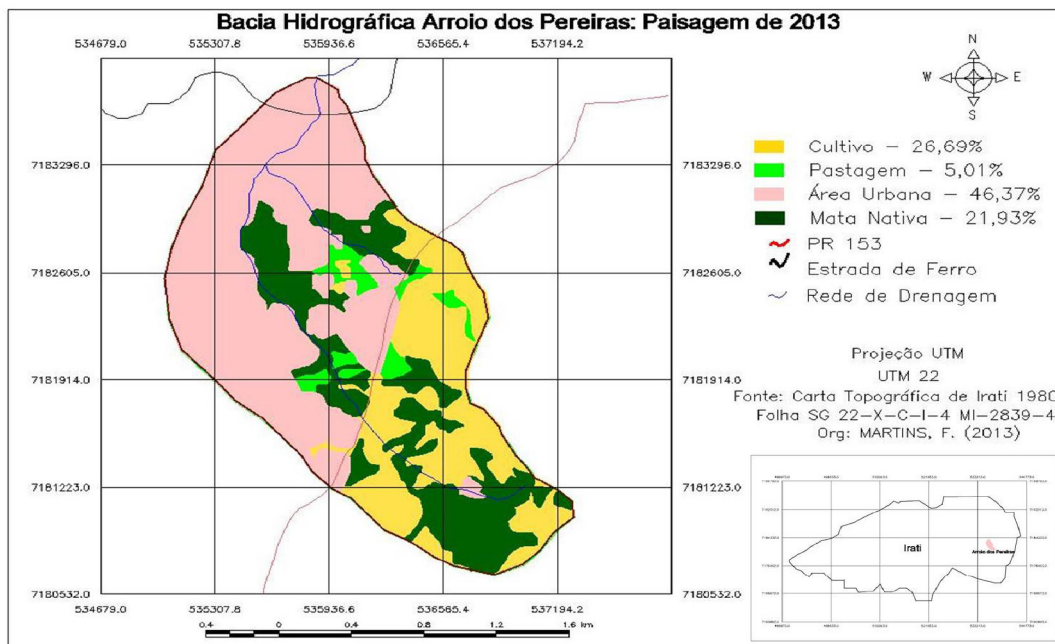 Bacia Hidrográfica Arroio dos Pereiras: Paisagem de 2013
534679.0 535307.8 535936.6 536565.4 537194.2
N
W E
S
Cultivo – 26,69%
7183296.0 7183296.0
Pastagem – 5,01%
Área Urbana – 46,37%
Mata Nativa – 21,93%
PR 153
7182605.0 7182605.0
Estrada de Ferro
Rede de Drenagem
Projeção UTM
7181914.0 7181914.0
UTM 22
Fonte: Carta Topográfica de Irati 1980
Folha SG 22-X-C-I-4 MI-2839-4
Org: MARTINS, F. (2013)
7181223.0 7181223.0
Irati
Arroio dos Pereiras
7180532.0 7180532.0
534679.0 535307.8 535936.6 536565.4 537194.2
0.4 0 0.4 0.8 1.2 1.6 km